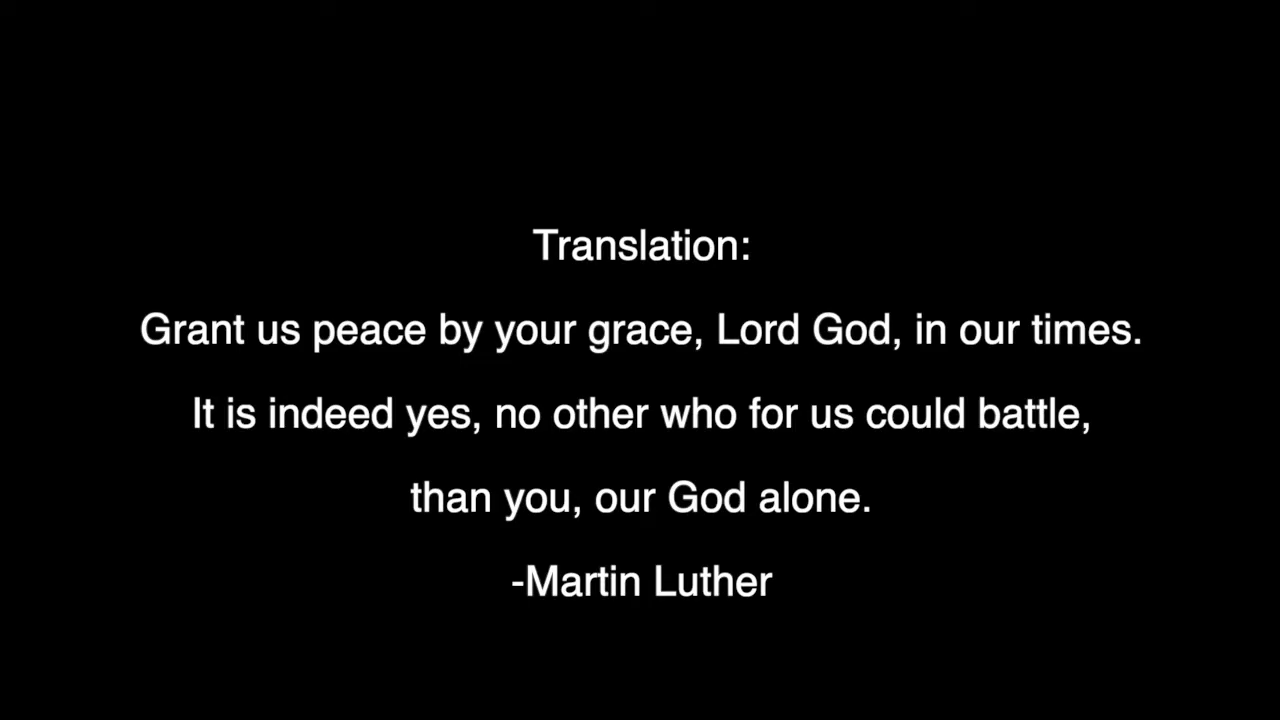 Translation:
Grant us peace by your grace, Lord God, in our times.
It is indeed yes, no other who for us could battle,
than you, our God alone.
-Martin Luther